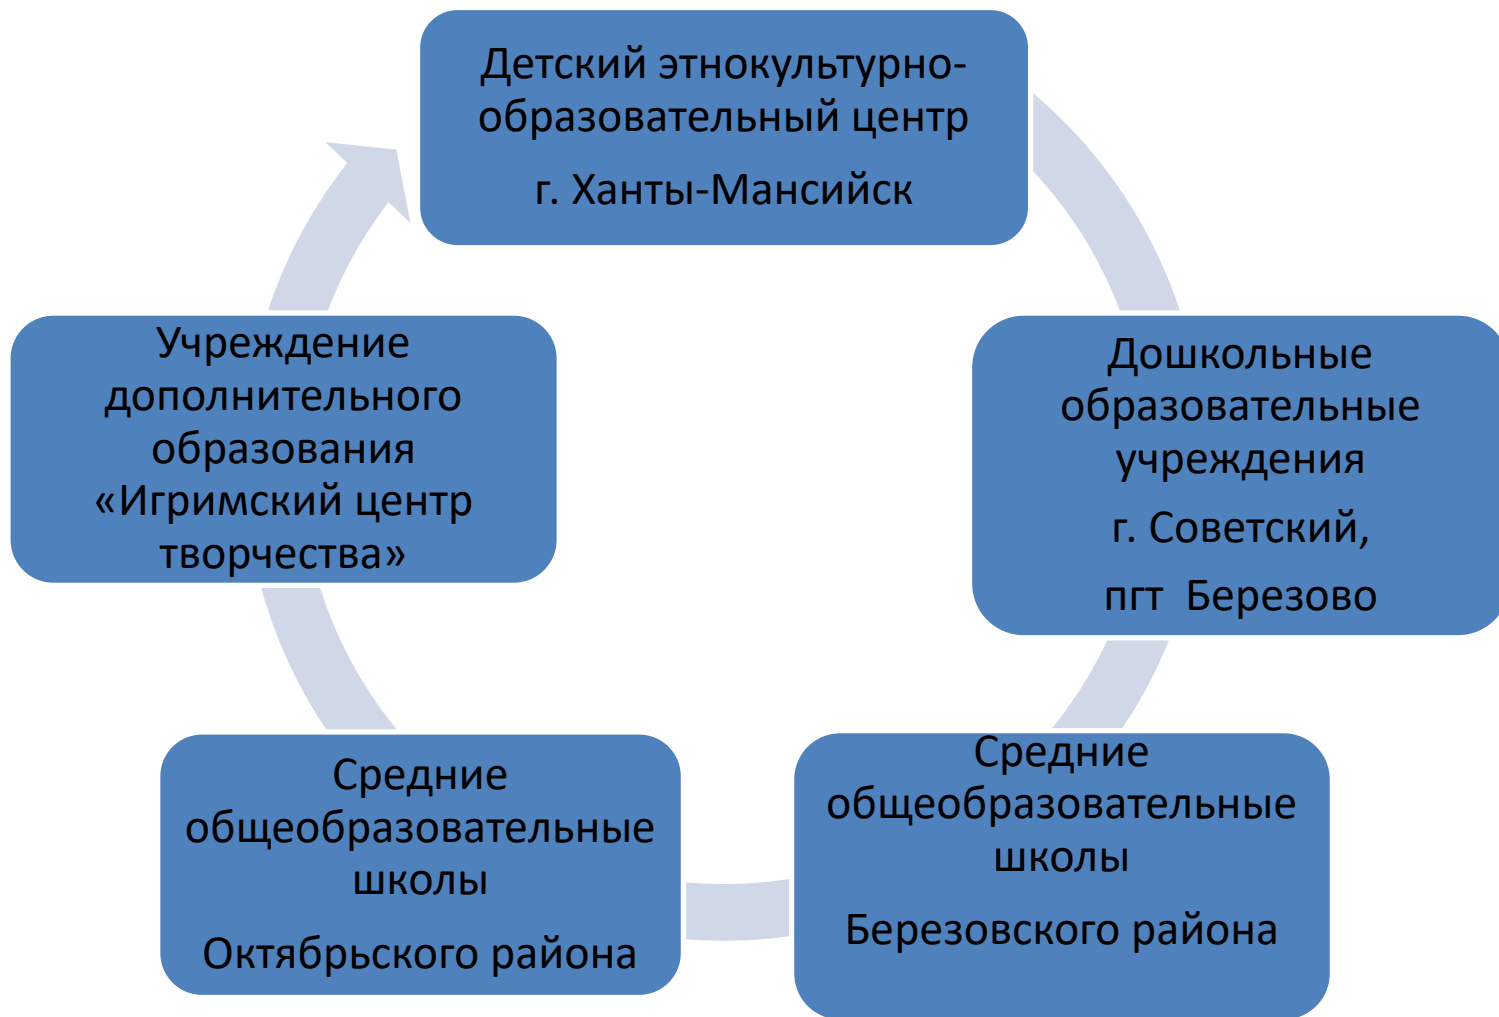 Детский этнокультурно-
образовательный центр
г. Ханты-Мансийск
Дошкольные
образовательные
учреждения
г. Советский,
пгт Березово
Средние
общеобразовательные
школы
Березовского района
Средние
общеобразовательные
школы
Октябрьского района
Учреждение
дополнительного
образования
«Игримский центр
творчества»